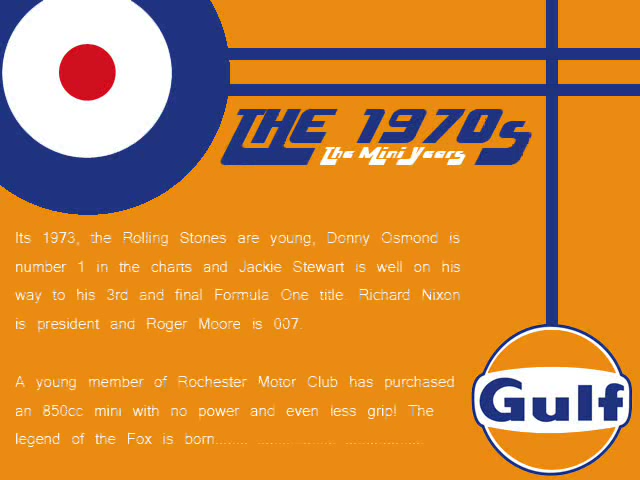 THE 1970s
The Mini Years
Its 1973, the Rolling Stones are young, Donny Osmond is
number 1 in the charts and Jackie Stewart is well on his
way to his 3rd and final Formula One title. Richard Nixon
is president and Roger Moore is 007.
A young member of Rochester Motor Club has purchased
an 850cc mini with no power and even less grip! The
legend of the Fox is born....... ........ ....... .................
Gulf